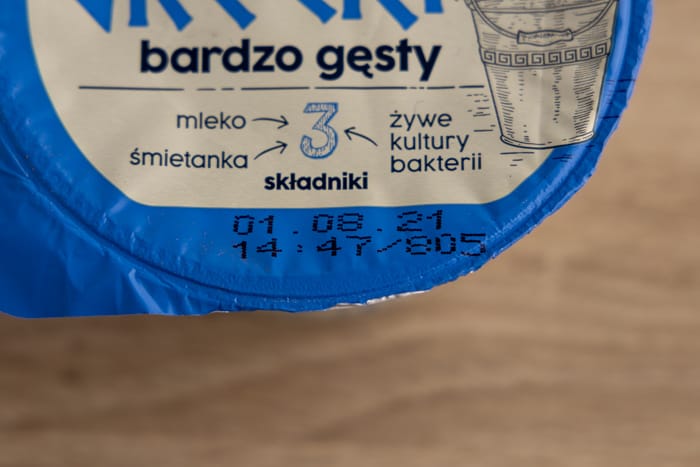 bardzo gęsty
mleko
śmietanka
3
składniki
żywe
kultury
bakterii
01.08.21
14:47/805